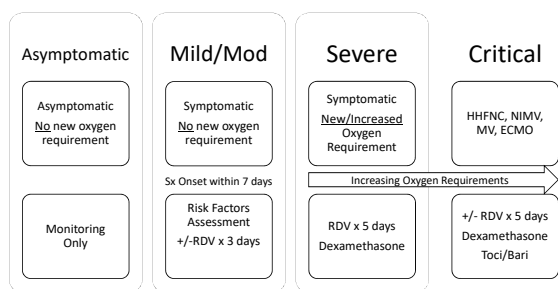 Asymptomatic
Asymptomatic
No new oxygen
requirement
Monitoring
Only
Mild/Mod
Symptomatic
No new oxygen
requirement
Sx Onset within 7 days
Risk Factors
Assessment
+/-RDV x 3 days
Severe
Symptomatic
New/Increased
Oxygen
Requirement
Critical
HHFNC, NIMV,
MV, ECMO
Increasing Oxygen Requirements
RDV x 5 days
Dexamethasone
+/- RDV x 5 days
Dexamethasone
Toci/Bari